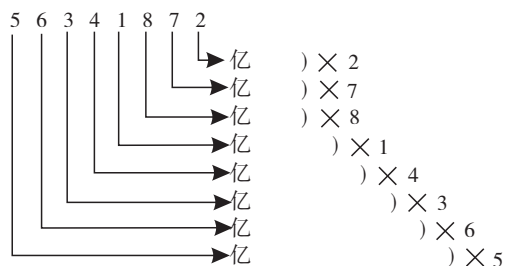 5 6 3 4 1 8 7 2
亿 ) × 2
亿 ) × 7
亿 ) × 8
亿 ) × 1
亿 ) × 4
亿 ) × 3
亿 ) × 6
亿 ) × 5